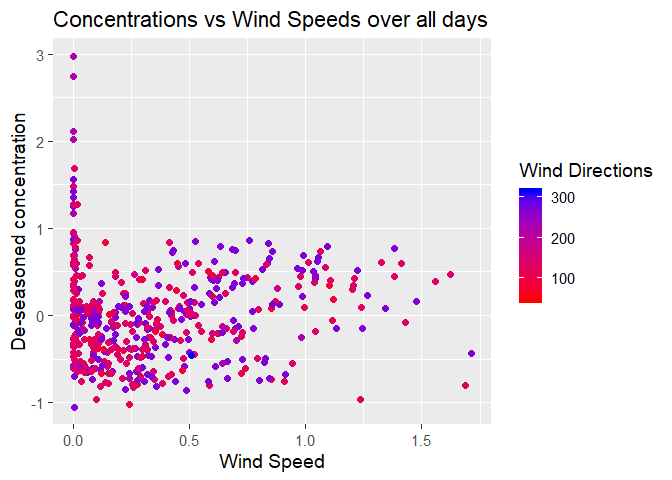 Concentrations vs Wind Speeds over all days
De-seasoned concentration
3
2
1
0
-1
0.0 0.5 1.0 1.5
Wind Speed
Wind Directions
300
200
100